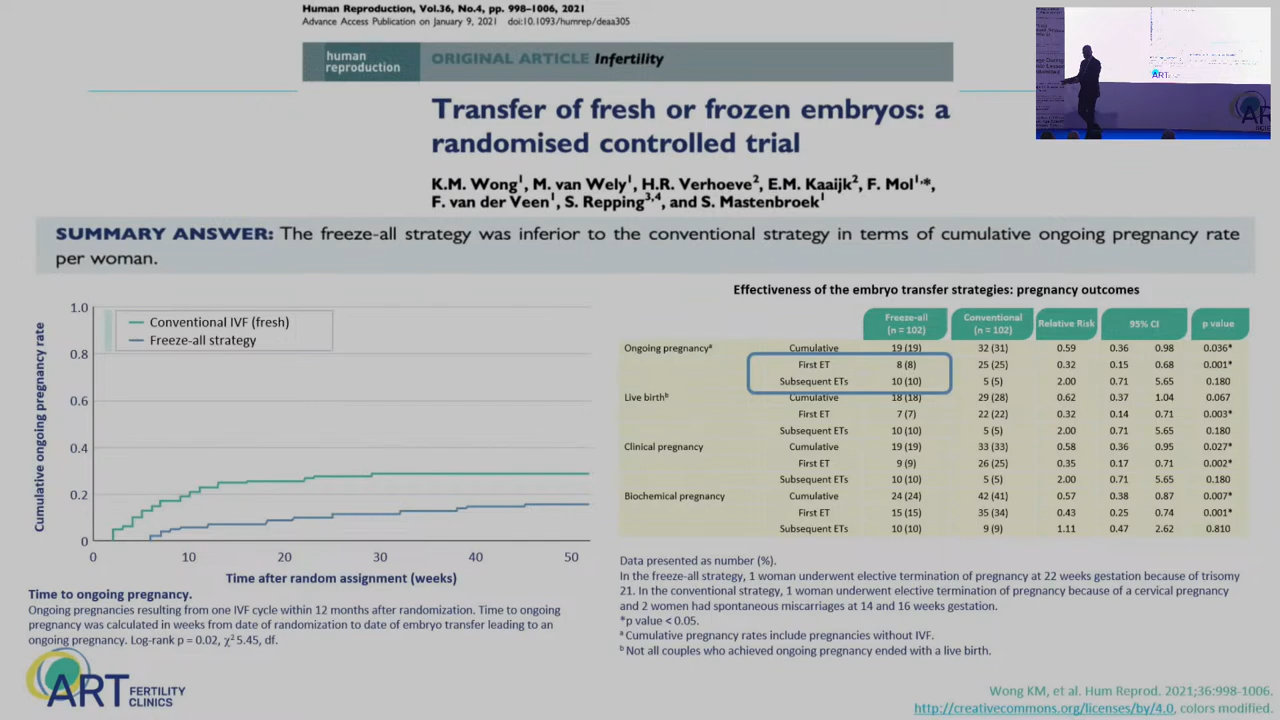 Human Reproduction, Vol.36, No.4, pp. 998–1006, 2021
Advance Access Publication on January 9, 2021 doi:10.1093/humrep/deaa305
human
reproduction
ORIGINAL ARTICLE Infertility
Transfer of fresh or frozen embryos: a
randomised controlled trial
K.M. Wong1, M. van Wely1, H.R. Verhoeve2, E.M. Kaaijk2, F. Mol1,*,
F. van der Veen1, S. Repping3,4, and S. Mastenbroek1
SUMMARY ANSWER: The freeze-all strategy was inferior to the conventional strategy in terms of cumulative ongoing pregnancy rate
per woman.
Cumulative ongoing pregnancy rate
1.0
0.8
0.6
0.4
0.2
0
Conventional IVF (fresh)
Freeze-all strategy
0 10 20 30 40 50
Time after random assignment (weeks)
Time to ongoing pregnancy.
Ongoing pregnancies resulting from one IVF cycle within 12 months after randomization. Time to ongoing
pregnancy was calculated in weeks from date of randomization to date of embryo transfer leading to an
ongoing pregnancy. Log-rank p = 0.02, χ2 5.45, df.
Effectiveness of the embryo transfer strategies: pregnancy outcomes
Freeze-all (n = 102) Conventional (n = 102) Relative Risk 95% CI p value
Ongoing pregnancya Cumulative 19 (19) 32 (31) 0.59 0.36 0.98 0.036*
First ET 8 (8) 25 (25) 0.32 0.15 0.68 0.001*
Subsequent ETs 10 (10) 5 (5) 2.00 0.71 5.65 0.180
Live birthb Cumulative 18 (18) 29 (28) 0.62 0.37 1.04 0.067
First ET 7 (7) 22 (22) 0.32 0.14 0.71 0.003*
Subsequent ETs 10 (10) 5 (5) 2.00 0.71 5.65 0.180
Clinical pregnancy Cumulative 19 (19) 33 (33) 0.58 0.36 0.95 0.027*
First ET 9 (9) 26 (25) 0.35 0.17 0.71 0.002*
Subsequent ETs 10 (10) 5 (5) 2.00 0.71 5.65 0.180
Biochemical pregnancy Cumulative 24 (24) 42 (41) 0.57 0.38 0.87 0.007*
First ET 15 (15) 35 (34) 0.43 0.25 0.74 0.001*
Subsequent ETs 10 (10) 9 (9) 1.11 0.47 2.62 0.810
Data presented as number (%).
In the freeze-all strategy, 1 woman underwent elective termination of pregnancy at 22 weeks gestation because of trisomy
21. In the conventional strategy, 1 woman underwent elective termination of pregnancy because of a cervical pregnancy
and 2 women had spontaneous miscarriages at 14 and 16 weeks gestation.
*p value < 0.05.
a Cumulative pregnancy rates include pregnancies without IVF.
b Not all couples who achieved ongoing pregnancy ended with a live birth.
ART FERTILITY
CLINICS
Wong KM, et al. Hum Reprod. 2021;36:998-1006.
http://creativecommons.org/licenses/by/4.0, colors modified.
ART